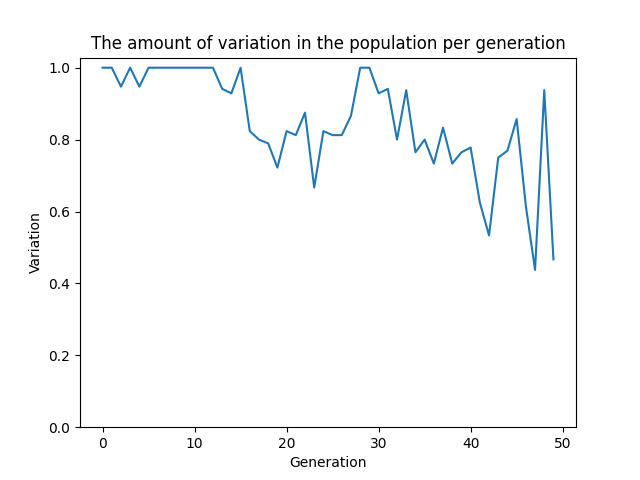 The amount of variation in the population per generation
1.0
0.8
0.6
0.4
0.2
0.0
Variation
0 10 20 30 40 50
Generation